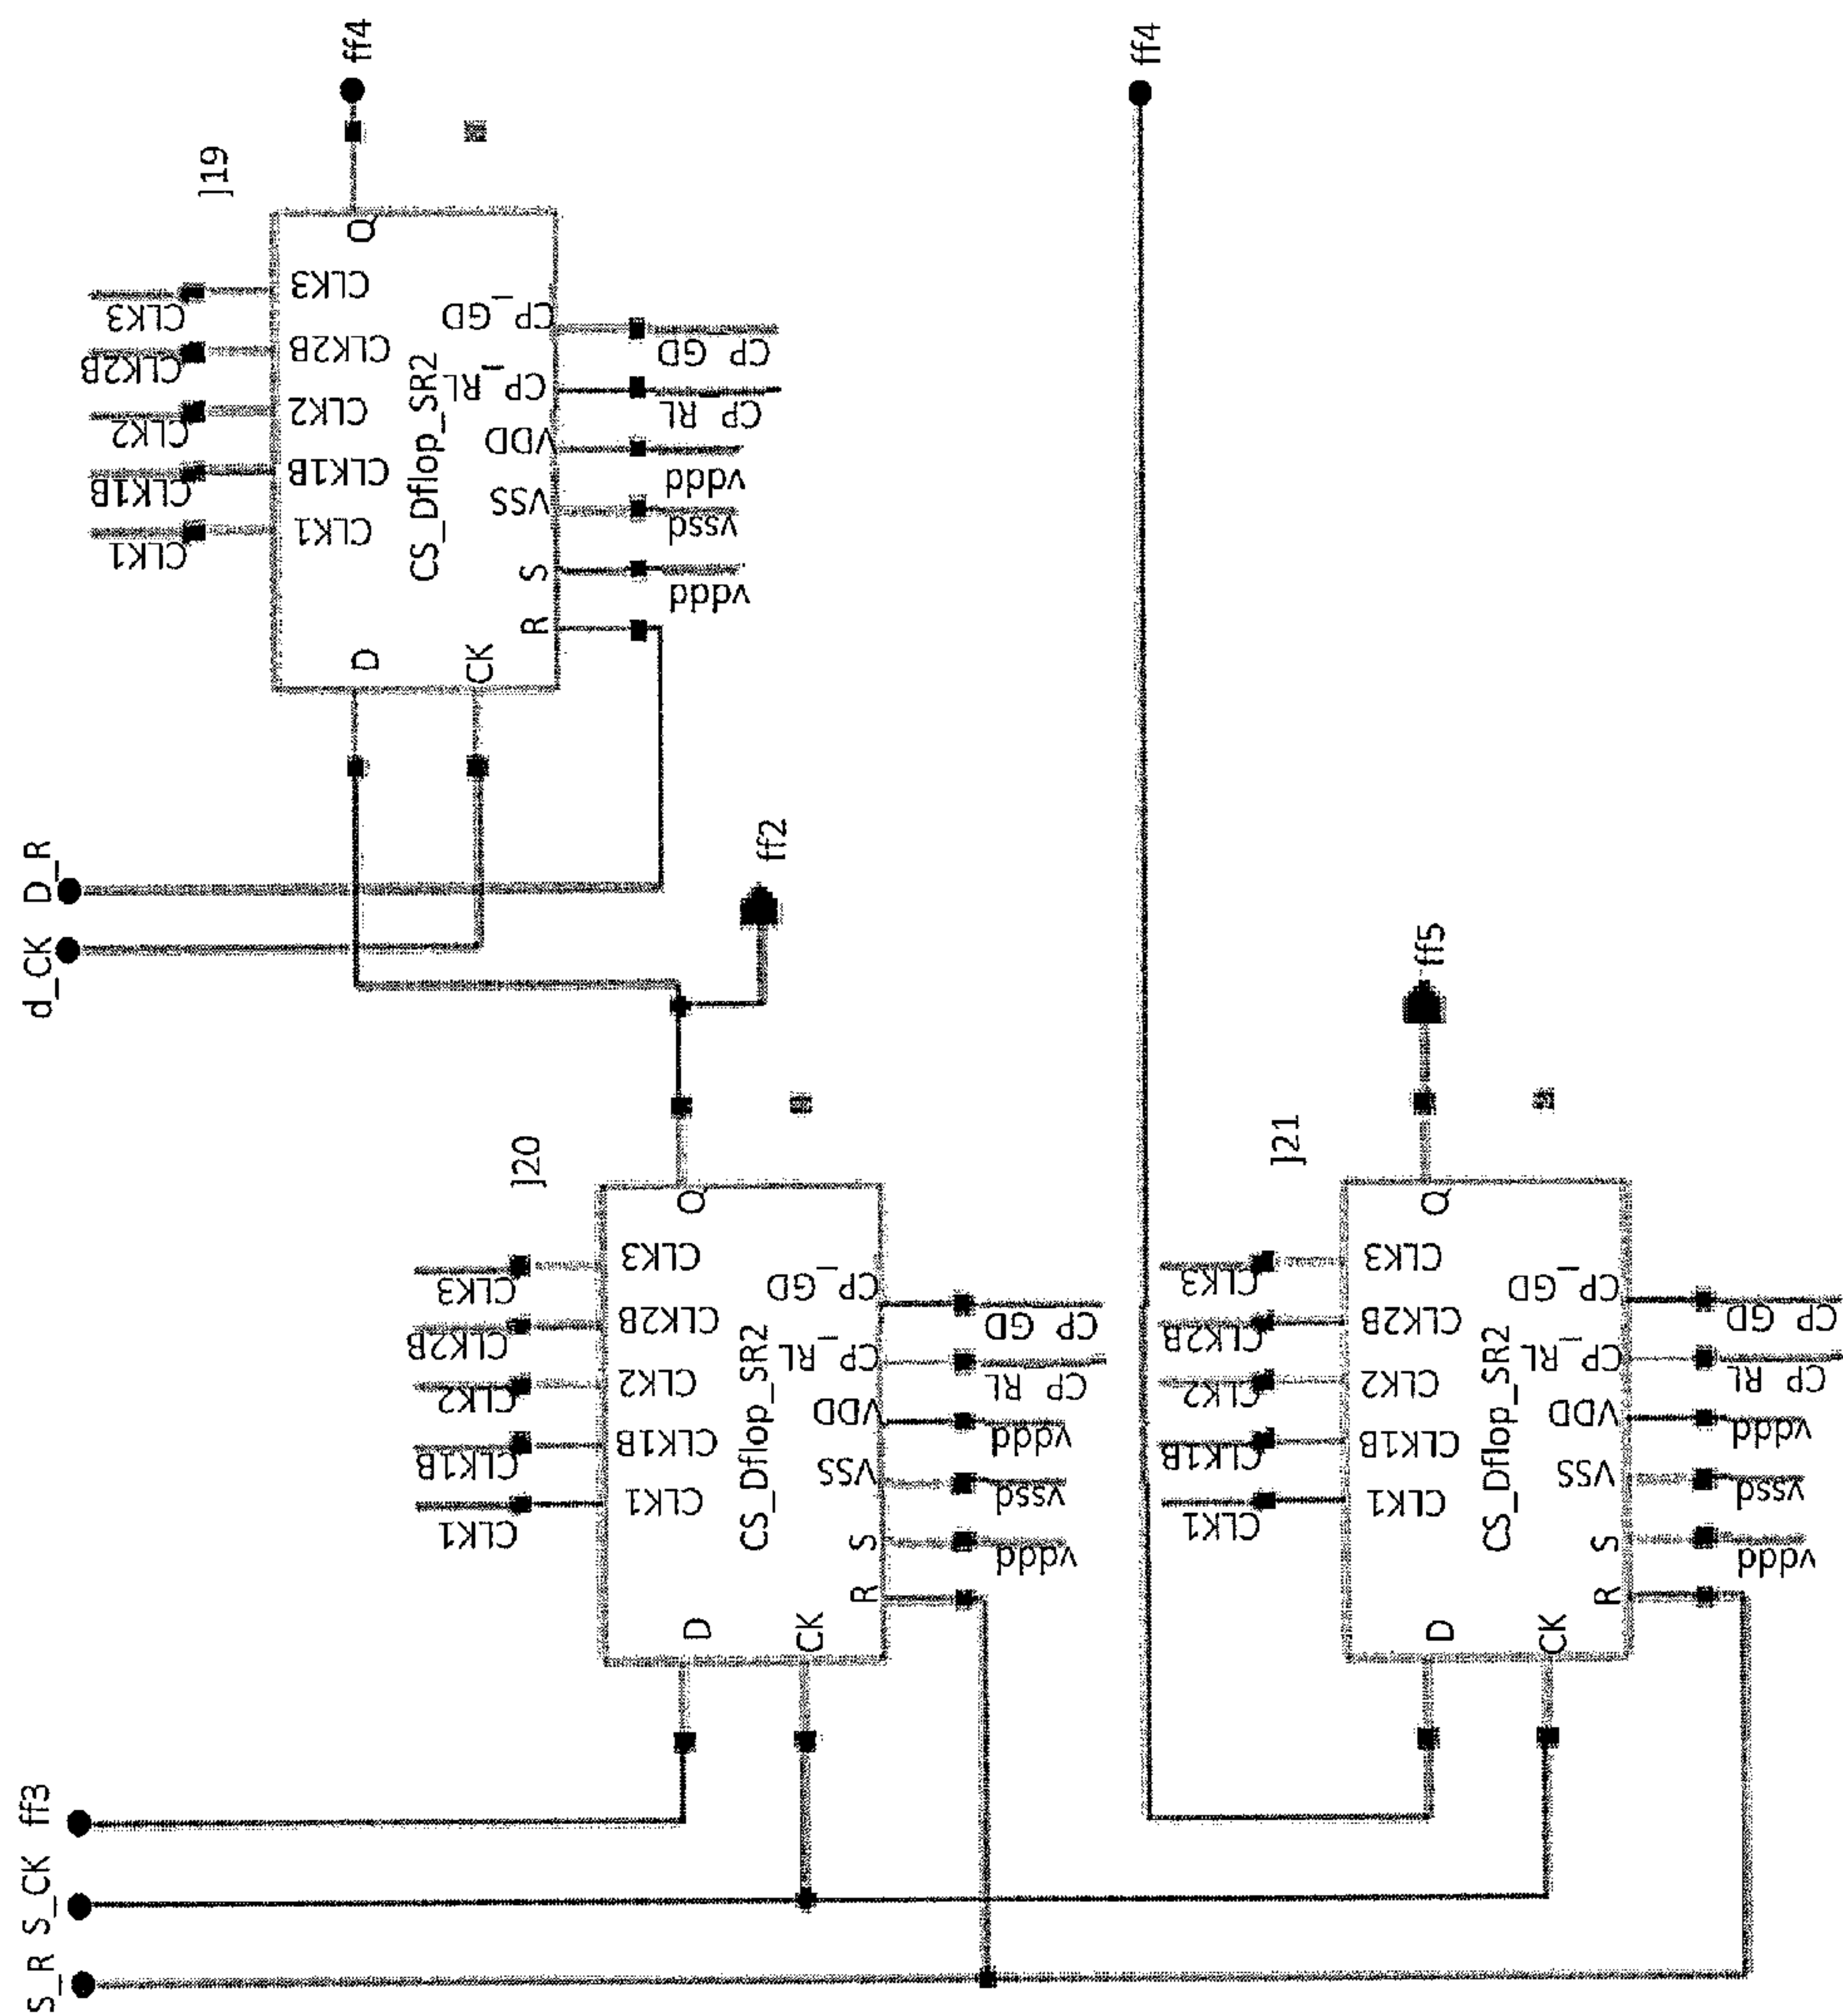 S_R
S_CK
ff3
d_CK
D_R
]20
D
CK
R
S
VSS
VDD
CP_RL
CP_GD
Q
CLK1
CLK1B
CLK2
CLK2B
CLK3
CS_Dflop_SR2
CLK1
CLK1B
CLK2
CLK2B
CLK3
vddd
vssd
vddd
CP_RL
CP_GD
ff2
]19
D
CK
R
S
VSS
VDD
CP_RL
CP_GD
Q
CLK1
CLK1B
CLK2
CLK2B
CLK3
CS_Dflop_SR2
CLK1
CLK1B
CLK2
CLK2B
CLK3
vddd
vssd
vddd
CP_RL
CP_GD
ff4
]21
D
CK
R
S
VSS
VDD
CP_RL
CP_GD
Q
CLK1
CLK1B
CLK2
CLK2B
CLK3
CS_Dflop_SR2
CLK1
CLK1B
CLK2
CLK2B
CLK3
vddd
vssd
vddd
CP_RL
CP_GD
ff5
ff4